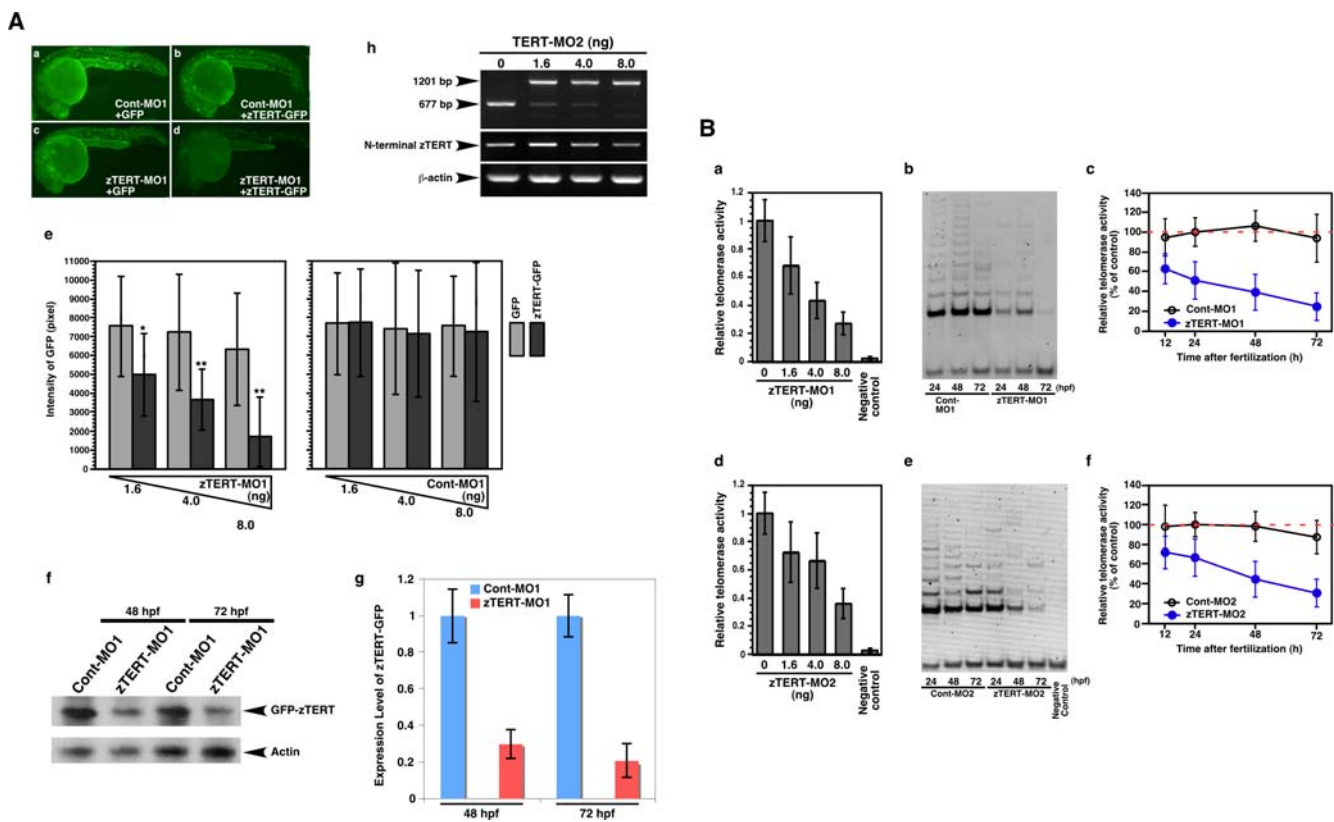 A
a
Cont-MO1
+GFP
b
Cont-MO1
+zTERT-GFP
c
zTERT-MO1
+GFP
d
zTERT-MO1
+zTERT-GFP
h
TERT-MO2 (ng)
0 1.6 4.0 8.0
1201 bp
677 bp
N-terminal zTERT
β-actin
e
Intensity of GFP (pixel)
11000
10000
9000
8000
7000
6000
5000
4000
3000
2000
1000
0
* ** **
1.6 4.0 8.0
zTERT-MO1
(ng)
1.6 4.0 8.0
Cont-MO1
(ng)
GFP
zTERT-GFP
f
48 hpf 72 hpf
Cont-MO1 zTERT-MO1 Cont-MO1 zTERT-MO1
GFP-zTERT
Actin
g
Expression Level of zTERT-GFP
1.2
1
0.8
0.6
0.4
0.2
0
Cont-MO1
zTERT-MO1
48 hpf 72 hpf
B
a
Relative telomerase activity
1.2
1
0.8
0.6
0.4
0.2
0
0 1.6 4.0 8.0
zTERT-MO1
(ng)
Negative
control
b
24 48 72 24 48 72 (hpf)
Cont-
MO1
zTERT-MO1
c
Relative telomerase activity
(% of control)
140
120
100
80
60
40
20
0
Cont-MO1
zTERT-MO1
12 24 48 72
Time after fertilization (h)
d
Relative telomerase activity
1.2
1
0.8
0.6
0.4
0.2
0
0 1.6 4.0 8.0
zTERT-MO2
(ng)
Negative
control
e
24 48 72 24 48 72 (hpf)
Cont-MO2 zTERT-MO2
Negative
Control
f
Relative telomerase activity
(% of control)
140
120
100
80
60
40
20
0
Cont-MO2
zTERT-MO2
12 24 48 72
Time after fertilization (h)